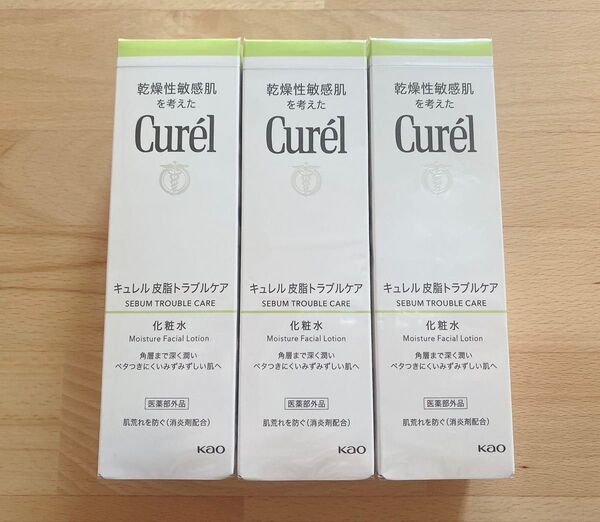 乾燥性敏感肌
を考えた
Curél
キュレル 皮脂トラブルケア
SEBUM TROUBLE CARE
化粧水
Moisture Facial Lotion
角層まで深く潤い
ベタつきにくいみずみずしい肌へ
医薬部外品
肌荒れを防ぐ(消炎剤配合)
Kao
乾燥性敏感肌
を考えた
Curél
キュレル 皮脂トラブルケア
SEBUM TROUBLE CARE
化粧水
Moisture Facial Lotion
角層まで深く潤い
ベタつきにくいみずみずしい肌へ
医薬部外品
肌荒れを防ぐ(消炎剤配合)
Kao
乾燥性敏感肌
を考えた
Curél
キュレル 皮脂トラブルケア
SEBUM TROUBLE CARE
化粧水
Moisture Facial Lotion
角層まで深く潤い
ベタつきにくいみずみずしい肌へ
医薬部外品
肌荒れを防ぐ(消炎剤配合)
Kao